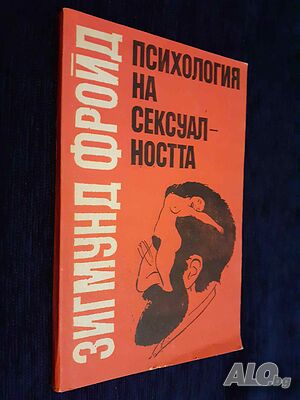 ЗИГМУНД ФРОЙД
ПСИХОЛОГИЯ
НА
СЕКСУАЛ-
НОСТТА
ALO.bg